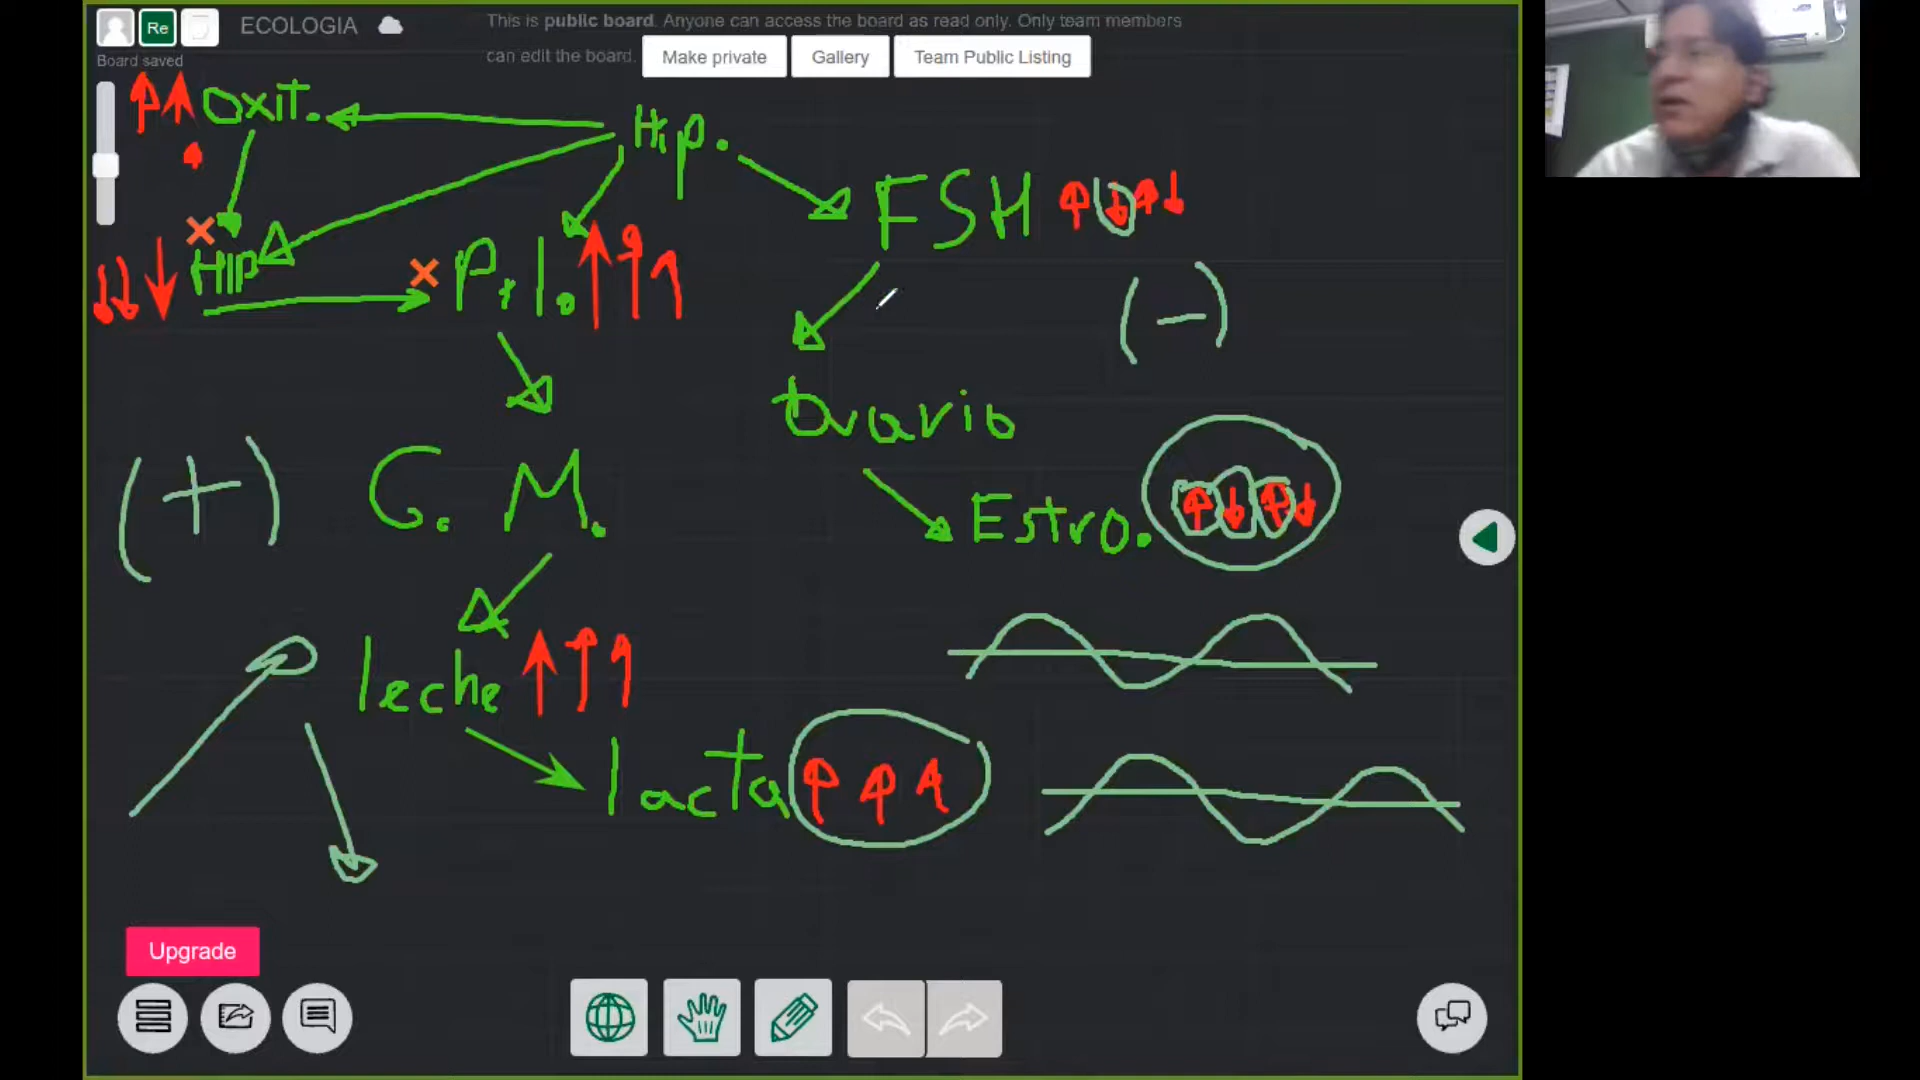 Re
ECOLOGIA
This is public board. Anyone can access the board as read only. Only team members
can edit the board.
Make private
Gallery
Team Public Listing
Board saved
Oxit.
Hip.
FSH
HIP
Prl.
(-)
Ovario
(+)
G. M.
Estro.
leche
lacta
Upgrade